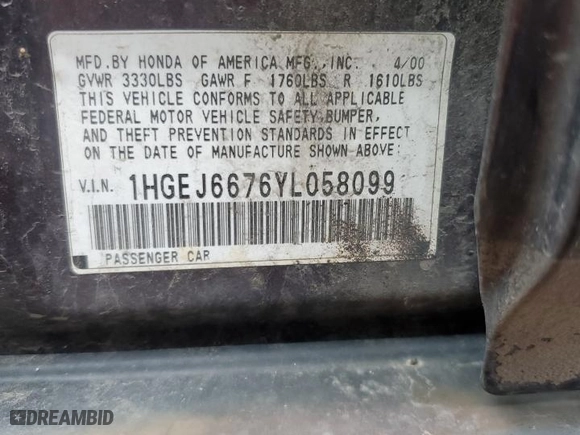 MFD.BY HONDA OF AMERICA MFG.,INC. 4/00
GVWR 3330LBS GAWR F 1760LBS R 1610LBS
THIS VEHICLE CONFORMS TO ALL APPLICABLE
FEDERAL MOTOR VEHICLE SAFETY,BUMPER,
AND THEFT PREVENTION STANDARDS IN EFFECT
ON THE DATE OF MANUFACTURE SHOWN ABOVE:
V.I.N. 1HGEJ6676YL058099
PASSENGER CAR
DREAMBID